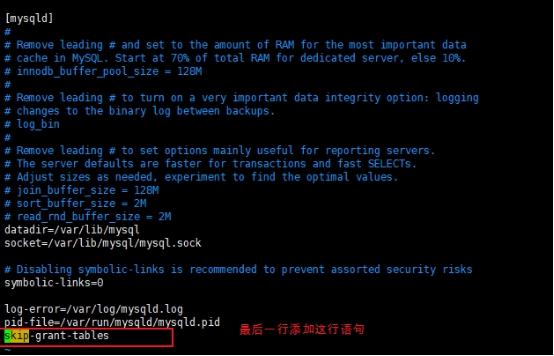 [mysqld]
#
# Remove leading # and set to the amount of RAM for the most important data
# cache in MySQL. Start at 70% of total RAM for dedicated server, else 10%.
# innodb_buffer_pool_size = 128M
#
# Remove leading # to turn on a very important data integrity option: logging
# changes to the binary log between backups.
# log_bin
#
# Remove leading # to set options mainly useful for reporting servers.
# The server defaults are faster for transactions and fast SELECTs.
# Adjust sizes as needed, experiment to find the optimal values.
# join_buffer_size = 128M
# sort_buffer_size = 2M
# read_rnd_buffer_size = 2M
datadir=/var/lib/mysql
socket=/var/lib/mysql/mysql.sock
# Disabling symbolic-links is recommended to prevent assorted security risks
symbolic-links=0
log-error=/var/log/mysqld.log
pid-file=/var/run/mysqld/mysqld.pid
skip-grant-tables 最后一行添加这行语句
~